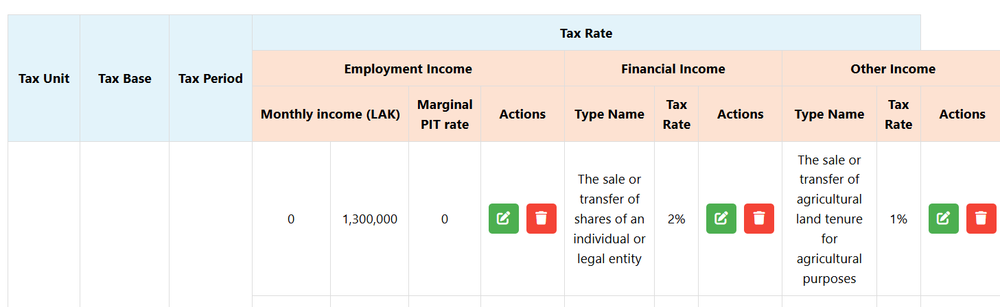 Tax Rate
Tax Unit
Tax Base
Tax Period
Employment Income
Financial Income
Other Income
Monthly income (LAK)
Marginal
PIT rate
Actions
Type Name
Tax
Rate
Actions
Type Name
Tax
Rate
Actions
0
1,300,000
0
The sale or
transfer of
shares of an
individual or
legal entity
2%
The sale or
transfer of
agricultural
land tenure
for
agricultural
purposes
1%